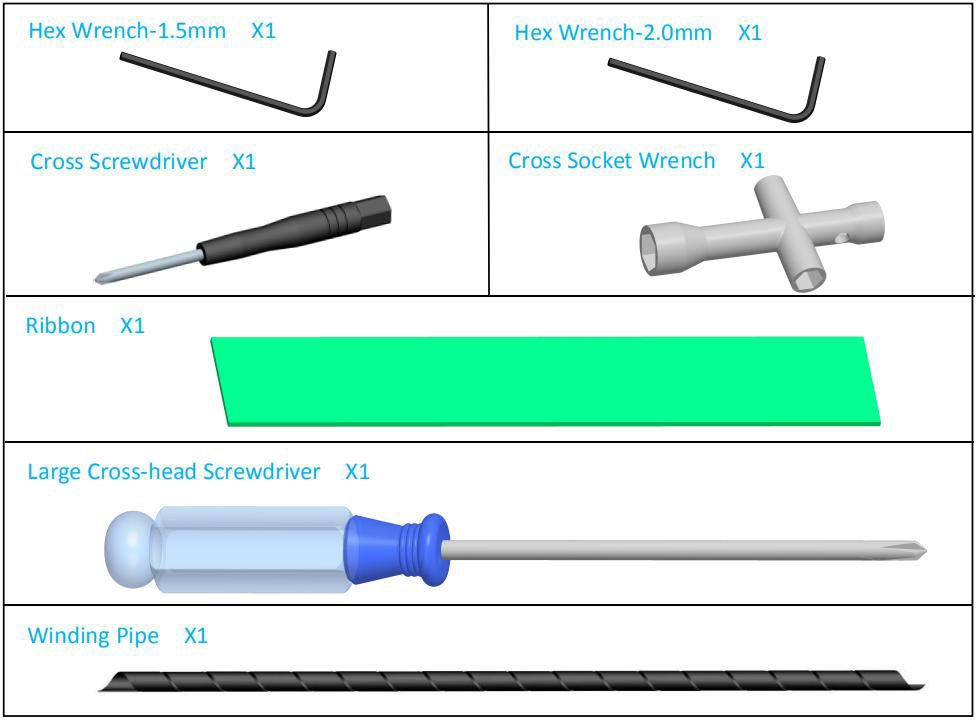 Hex Wrench-1.5mm X1
Hex Wrench-2.0mm X1
Cross Screwdriver X1
Cross Socket Wrench X1
Ribbon X1
Large Cross-head Screwdriver X1
Winding Pipe X1